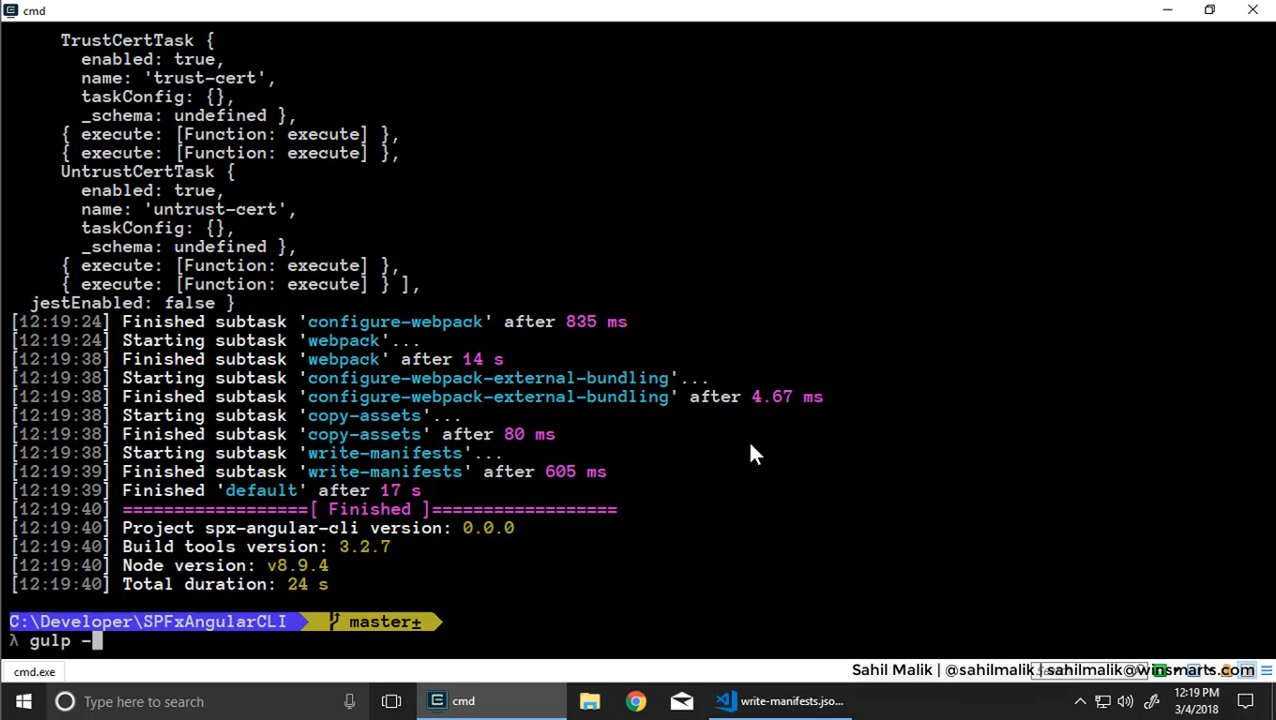 cmd
TrustCertTask {
enabled: true,
name: 'trust-cert',
taskConfig: {},
_schema: undefined },
{ execute: [Function: execute] },
{ execute: [Function: execute] },
UntrustCertTask {
enabled: true,
name: 'untrust-cert',
taskConfig: {},
_schema: undefined },
{ execute: [Function: execute] },
{ execute: [Function: execute] } ],
jestEnabled: false }
[12:19:24] Finished subtask 'configure-webpack' after 835 ms
[12:19:24] Starting subtask 'webpack'...
[12:19:38] Finished subtask 'webpack' after 14 s
[12:19:38] Starting subtask 'configure-webpack-external-bundling'...
[12:19:38] Finished subtask 'configure-webpack-external-bundling' after 4.67 ms
[12:19:38] Starting subtask 'copy-assets'...
[12:19:38] Finished subtask 'copy-assets' after 80 ms
[12:19:38] Starting subtask 'write-manifests'...
[12:19:39] Finished subtask 'write-manifests' after 605 ms
[12:19:39] Finished 'default' after 17 s
[12:19:40] ==================[ Finished ]==================
[12:19:40] Project spx-angular-cli version: 0.0.0
[12:19:40] Build tools version: 3.2.7
[12:19:40] Node version: v8.9.4
[12:19:40] Total duration: 24 s
C:\Developer\SPFxAngularCLI master±
λ gulp -
cmd.exe
Sahil Malik | @sahilmalik | sahilmalik@winsmarts.com
Type here to search
cmd
write-manifests.jso...
12:19 PM
3/4/2018